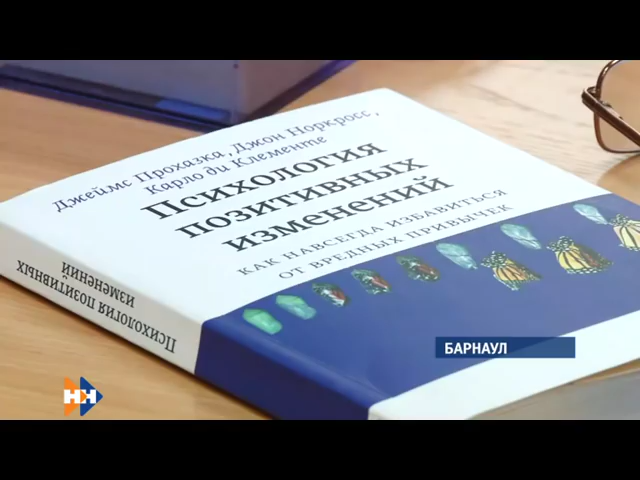 Джеймс Прохазка, Джон Норкросс,
Карло ди Клементе
Психология
позитивных
изменений
как навсегда избавиться
от вредных привычек
Психология позитивных
изменений
БАРНАУЛ
НН